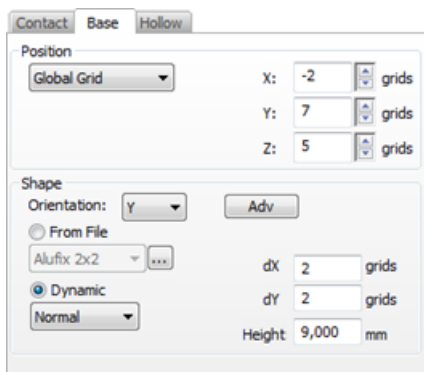 Contact Base Hollow
Position
Global Grid X: -2 grids
Y: 7 grids
Z: 5 grids
Shape
Orientation: Y Adv
From File
Alufix 2x2 ...
dX 2 grids
Dynamic
dY 2 grids
Normal
Height 9,000 mm